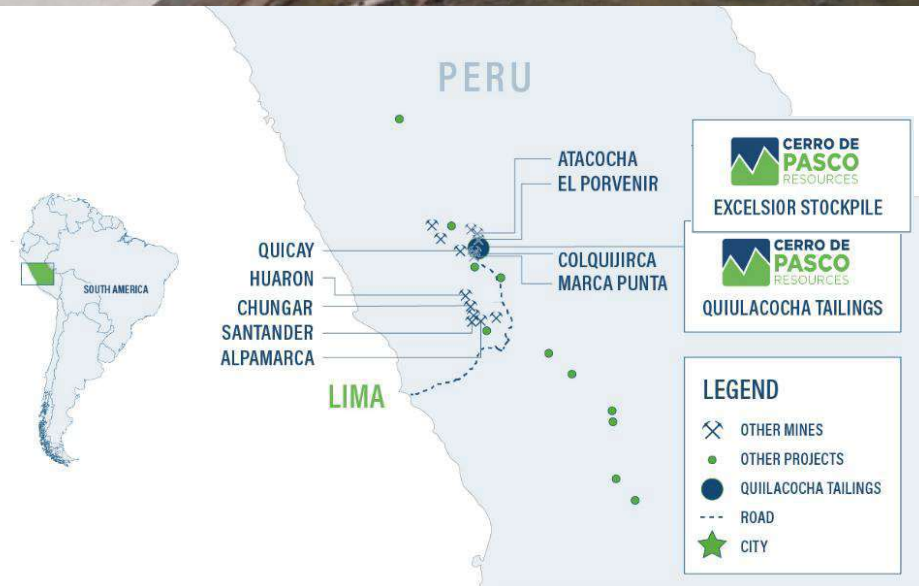 PERU
ATACOCHA
EL PORVENIR
COLQUIJIRCA
MARCA PUNTA
QUICAY
HUARON
CHUNGAR
SANTANDER
ALPAMARCA
LIMA
SOUTH AMERICA
CERRO DE
PASCO
RESOURCES
EXCELSIOR STOCKPILE
CERRO DE
PASCO
RESOURCES
QUIULACOCHA TAILINGS
LEGEND
OTHER MINES
OTHER PROJECTS
QUIILACOCHA TAILINGS
ROAD
CITY